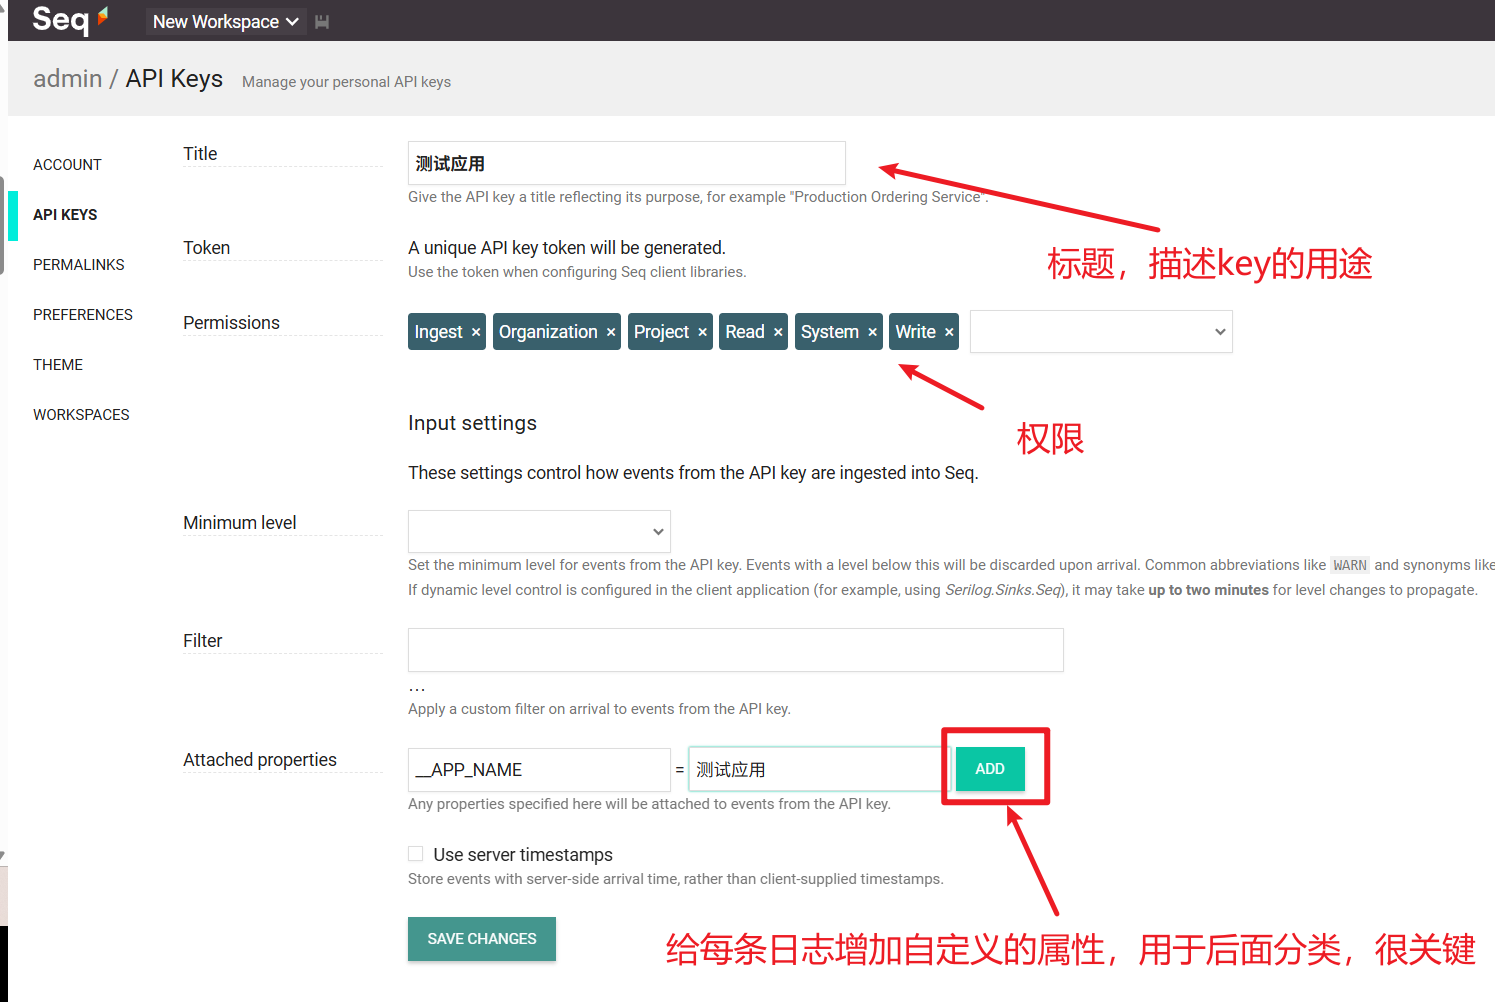 Seq
New Workspace
admin / API Keys Manage your personal API keys
ACCOUNT
API KEYS
PERMALINKS
PREFERENCES
THEME
WORKSPACES
Title
测试应用
Give the API key a title reflecting its purpose, for example "Production Ordering Service".
标题，描述key的用途
Token
A unique API key token will be generated.
Use the token when configuring Seq client libraries.
Permissions
Ingest × Organization × Project × Read × System × Write ×
权限
Input settings
These settings control how events from the API key are ingested into Seq.
Minimum level
Set the minimum level for events from the API key. Events with a level below this will be discarded upon arrival. Common abbreviations like WARN and synonyms like
If dynamic level control is configured in the client application (for example, using Serilog.Sinks.Seq), it may take up to two minutes for level changes to propagate.
Filter
...
Apply a custom filter on arrival to events from the API key.
Attached properties
__APP_NAME = 测试应用 ADD
Any properties specified here will be attached to events from the API key.
Use server timestamps
Store events with server-side arrival time, rather than client-supplied timestamps.
SAVE CHANGES
给每条日志增加自定义的属性，用于后面分类，很关键